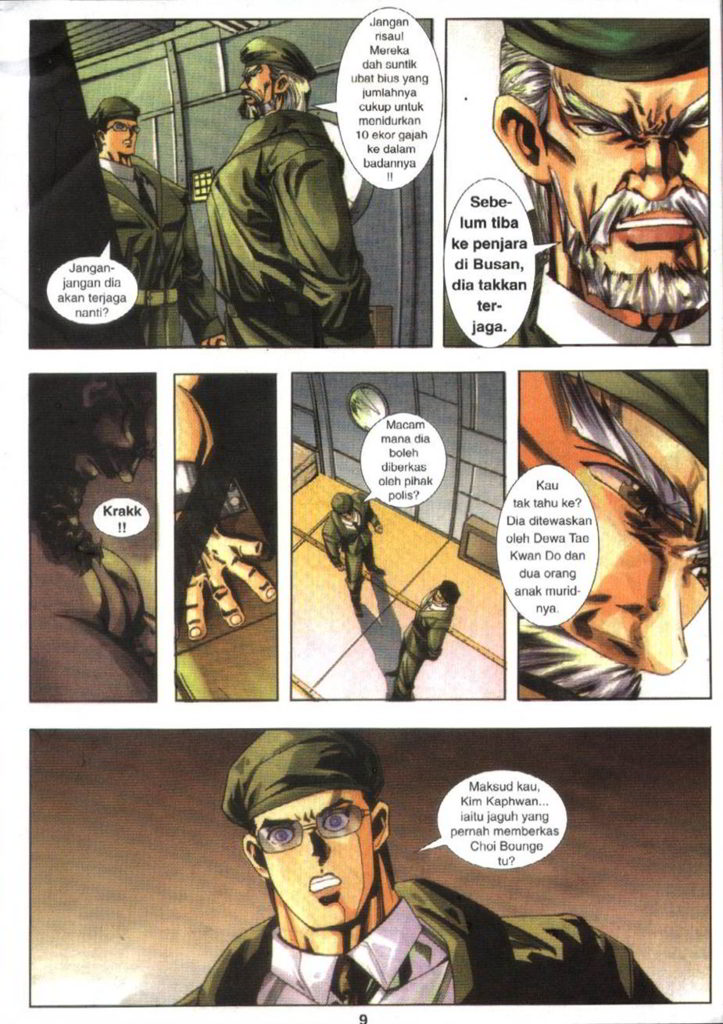 Jangan-
jangan dia
akan terjaga
nanti?
Jangan
risau!
Mereka
dah suntik
ubat bius yang
jumlahnya
cukup untuk
menidurkan
10 ekor gajah
ke dalam
badannya
!!
Sebe-
lum tiba
ke penjara
di Busan,
dia takkan
ter-
jaga.
Krakk
!!
Macam
mana dia
boleh
diberkas
oleh pihak
polis?
Kau
tak tahu ke?
Dia ditewaskan
oleh Dewa Tae
Kwan Do dan
dua orang
anak murid-
nya.
Maksud kau,
Kim Kaphwan...
iaitu jaguh yang
pernah memberkas
Choi Bounge
tu?
9